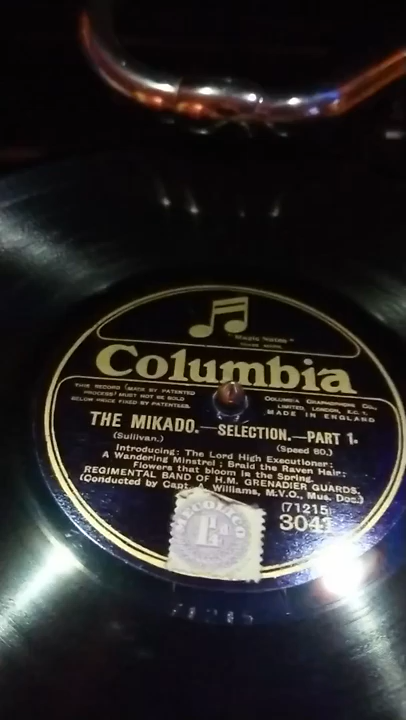 "Magic Notes"
TRADE MARK
Columbia
THIS RECORD (MADE BY PATENTED
PROCESS) MUST NOT BE SOLD
BELOW PRICE FIXED BY PATENTEES.
COLUMBIA GRAPHOPHONE CO.,
LIMITED, LONDON, E.C. 1.
MADE IN ENGLAND
THE MIKADO.—SELECTION.—PART 1.
(Sullivan.) (Speed 80.)
Introducing: The Lord High Executioner:
A Wandering Minstrel; Braid the Raven Hair:
Flowers that bloom in the Spring.
REGIMENTAL BAND OF H.M. GRENADIER GUARDS.
(Conducted by Capt. A. Williams, M.V.O., Mus. Doc.)
(71215)
3041
71215